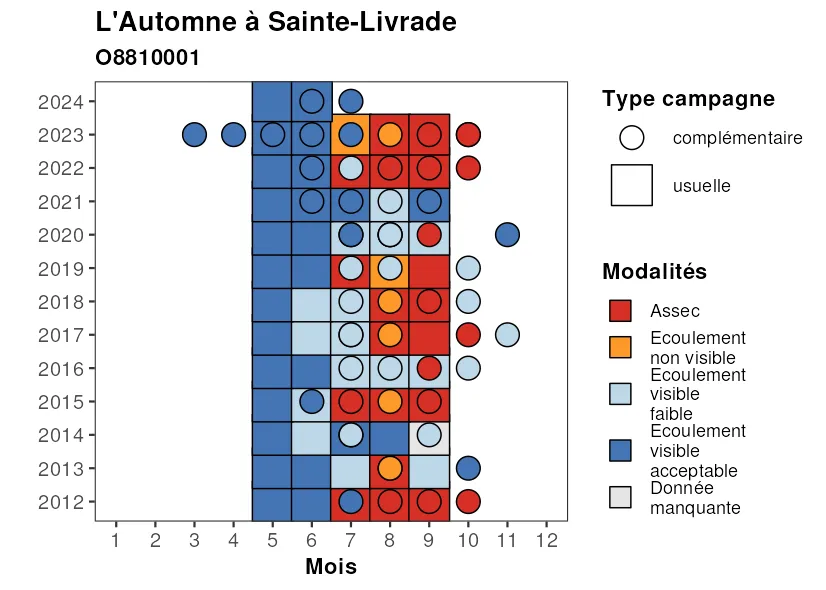 L'Automne à Sainte-Livrade
O8810001
2024
2023
2022
2021
2020
2019
2018
2017
2016
2015
2014
2013
2012
1 2 3 4 5 6 7 8 9 10 11 12
Mois
Type campagne
complémentaire
usuelle
Modalités
Assec
Ecoulement
non visible
Ecoulement
visible
faible
Ecoulement
visible
acceptable
Donnée
manquante